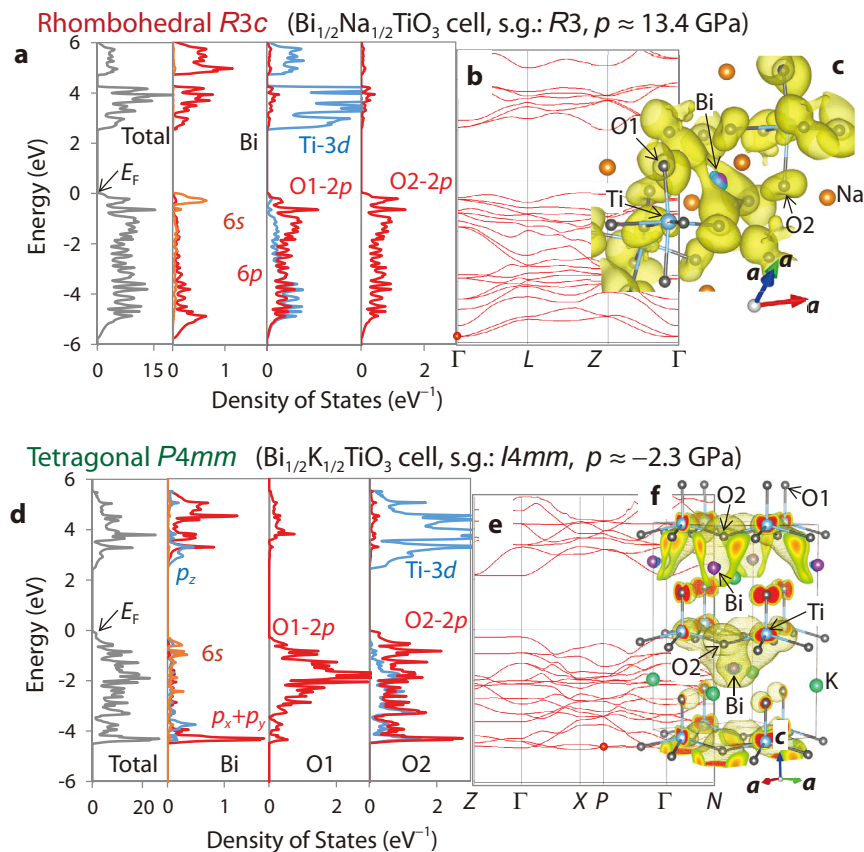 Rhombohedral R3c (Bi1/2Na1/2TiO3 cell, s.g.: R3, p ≈ 13.4 GPa)
a
b
c
6
4
2
0
-2
-4
-6
Energy (eV)
Total
EF
Bi
6s
6p
Ti-3d
O1-2p
O2-2p
O1
Bi
Ti
Na
O2
a
a
a
0 15 0 1 0 2 0 2
Γ L Z Γ
Density of States (eV⁻¹)
Tetragonal P4mm (Bi1/2K1/2TiO3 cell, s.g.: I4mm, p ≈ −2.3 GPa)
d
e
f
6
4
2
0
-2
-4
-6
Energy (eV)
EF
pz
6s
px+py
O1-2p
Ti-3d
O2-2p
Total Bi O1 O2
O2
O1
Bi
Ti
O2
Bi
K
c
a
a
0 20 0 1 0 2 0 2
Z Γ X P Γ N
Density of States (eV⁻¹)